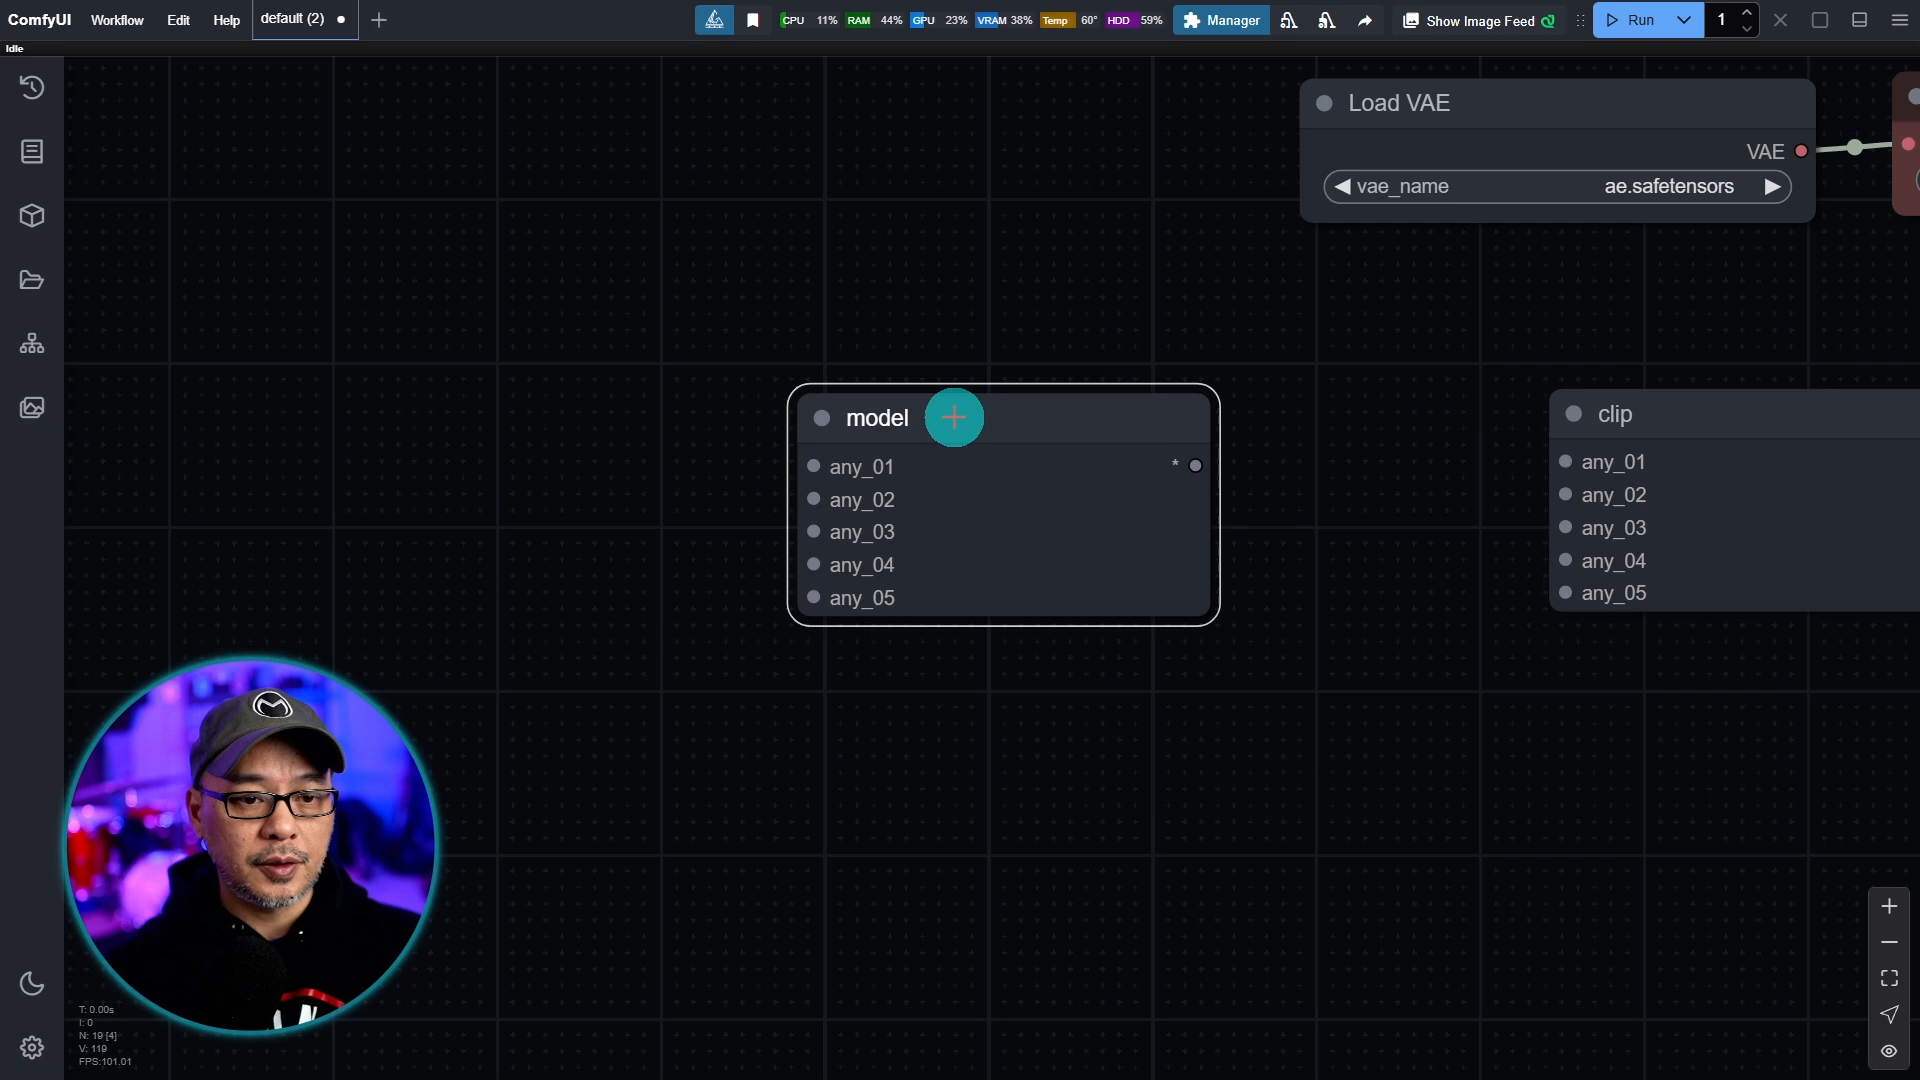 ComfyUI Workflow Edit Help default (2) CPU 11% RAM 44% GPU 23% VRAM 38% Temp 60° HDD 59% Manager Show Image Feed Run 1
Idle
Load VAE
VAE
vae_name ae.safetensors
model
any_01 *
any_02
any_03
any_04
any_05
clip
any_01
any_02
any_03
any_04
any_05
T: 0.00s
I: 0
N: 19 [4]
V: 119
FPS:101.01